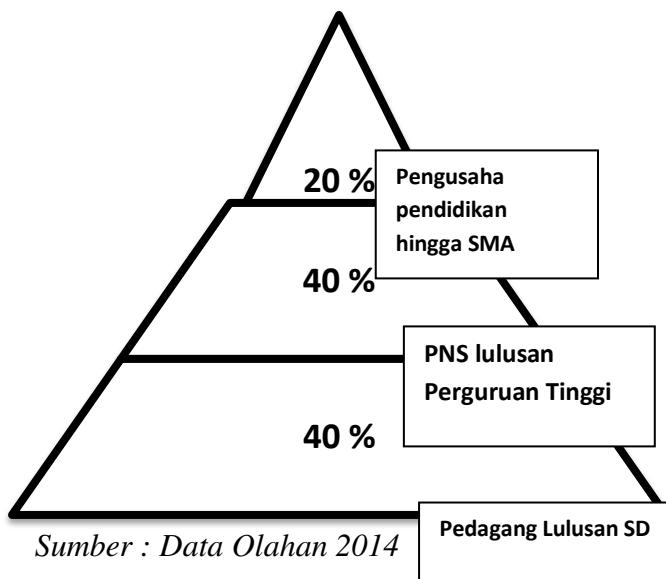 20 %
Pengusaha
pendidikan
hingga SMA
40 %
PNS lulusan
Perguruan Tinggi
40 %
Pedagang Lulusan SD
Sumber : Data Olahan 2014